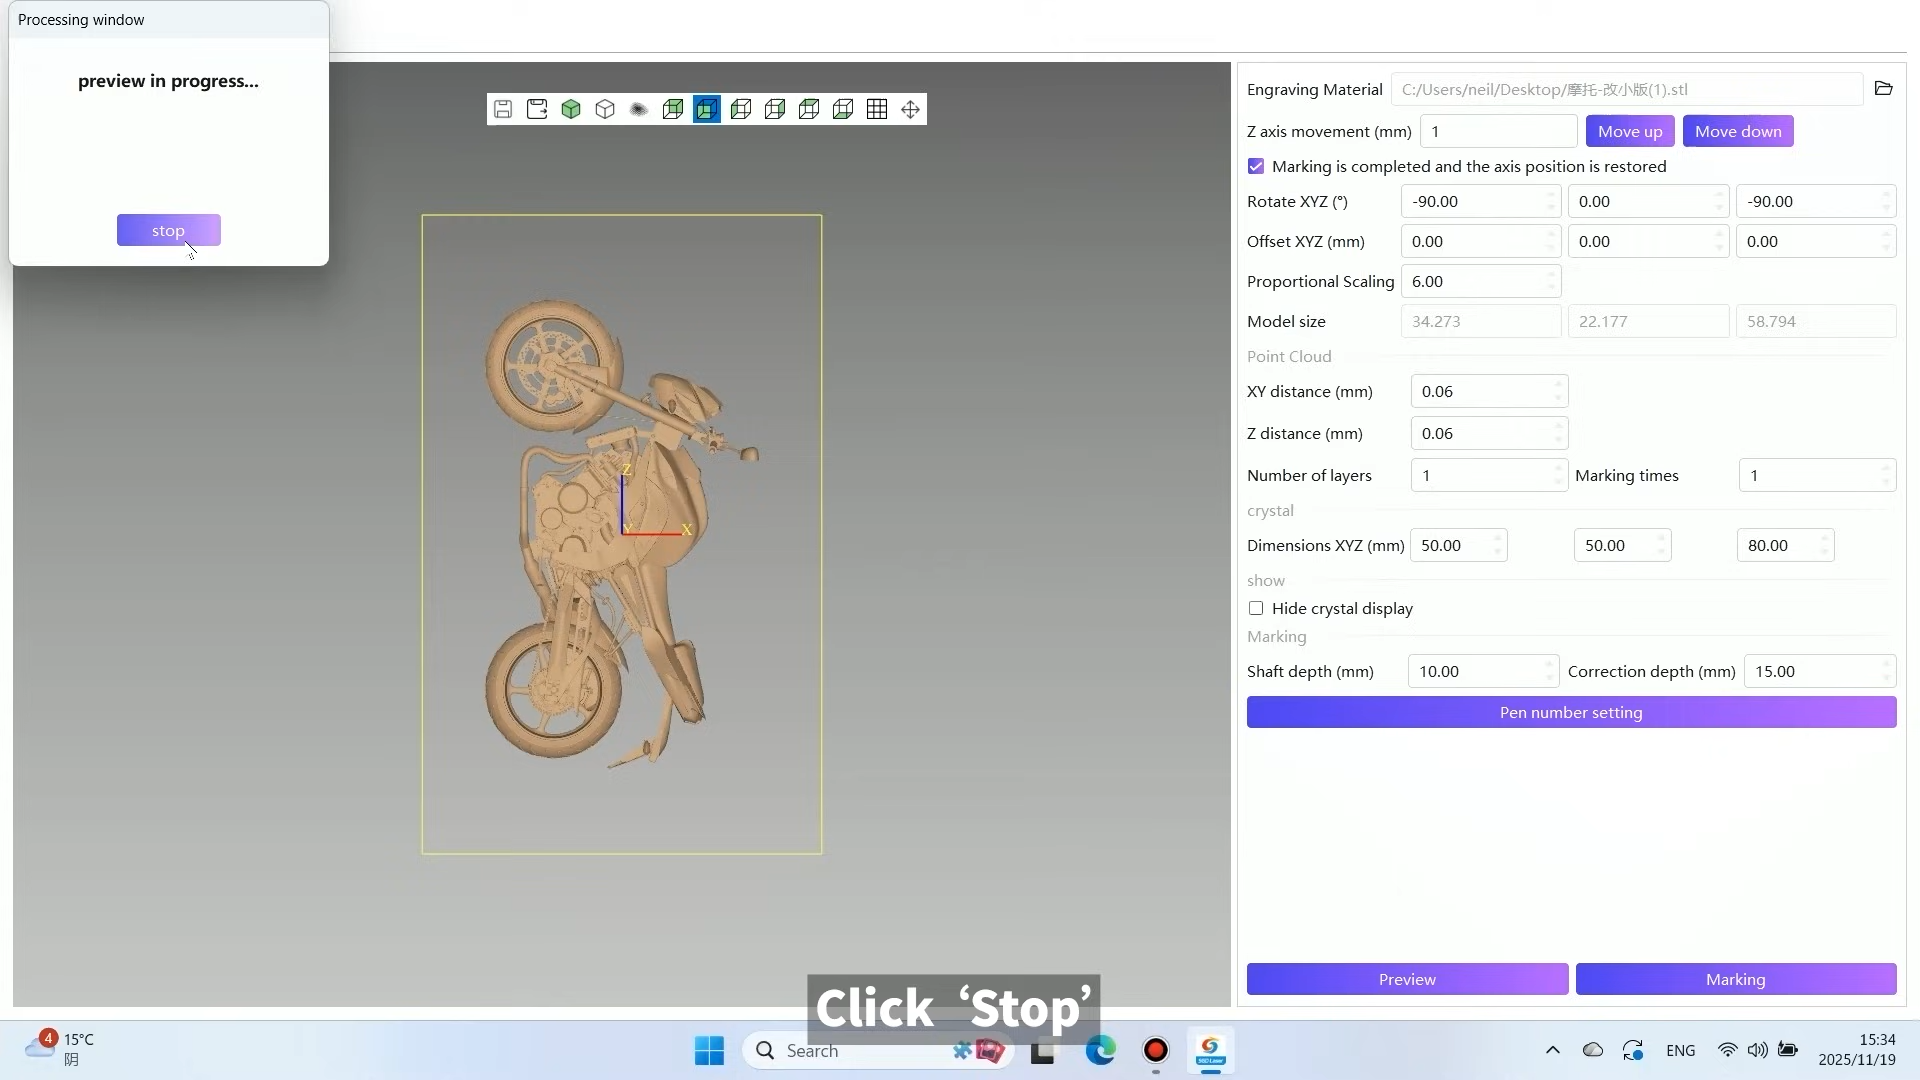 Processing window
preview in progress...
stop
Engraving Material C:/Users/neil/Desktop/摩托-改小版(1).stl
Z axis movement (mm) 1 Move up Move down
Marking is completed and the axis position is restored
Rotate XYZ (°) -90.00 0.00 -90.00
Offset XYZ (mm) 0.00 0.00 0.00
Proportional Scaling 6.00
Model size 34.273 22.177 58.794
Point Cloud
XY distance (mm) 0.06
Z distance (mm) 0.06
Number of layers 1 Marking times 1
crystal
Dimensions XYZ (mm) 50.00 50.00 80.00
show
Hide crystal display
Marking
Shaft depth (mm) 10.00 Correction depth (mm) 15.00
Pen number setting
Preview Marking
Z
Y X
Click ‘Stop’
4 15°C
阴
Search
ENG
15:34
2025/11/19